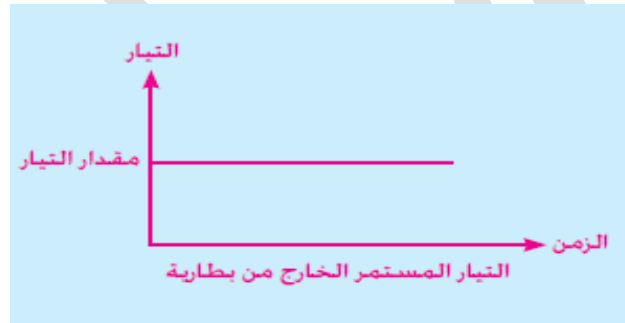 التيار
مقدار التيار
الزمن
التيار المستمر الخارج من بطارية